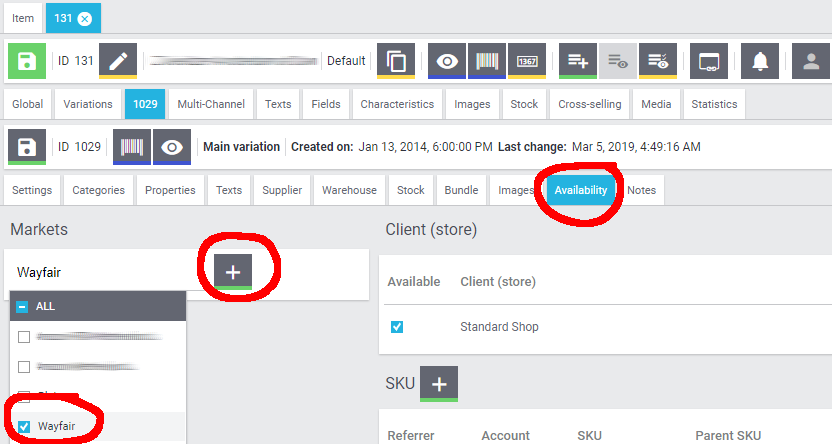 Item 131
ID 131 Default 1367
Global Variations 1029 Multi-Channel Texts Fields Characteristics Images Stock Cross-selling Media Statistics
ID 1029 Main variation Created on: Jan 13, 2014, 6:00:00 PM Last change: Mar 5, 2019, 4:49:16 AM
Settings Categories Properties Texts Supplier Warehouse Stock Bundle Images Availability Notes
Markets Client (store)
Wayfair
Available Client (store)
ALL
Standard Shop
SKU
Wayfair
Referrer Account SKU Parent SKU